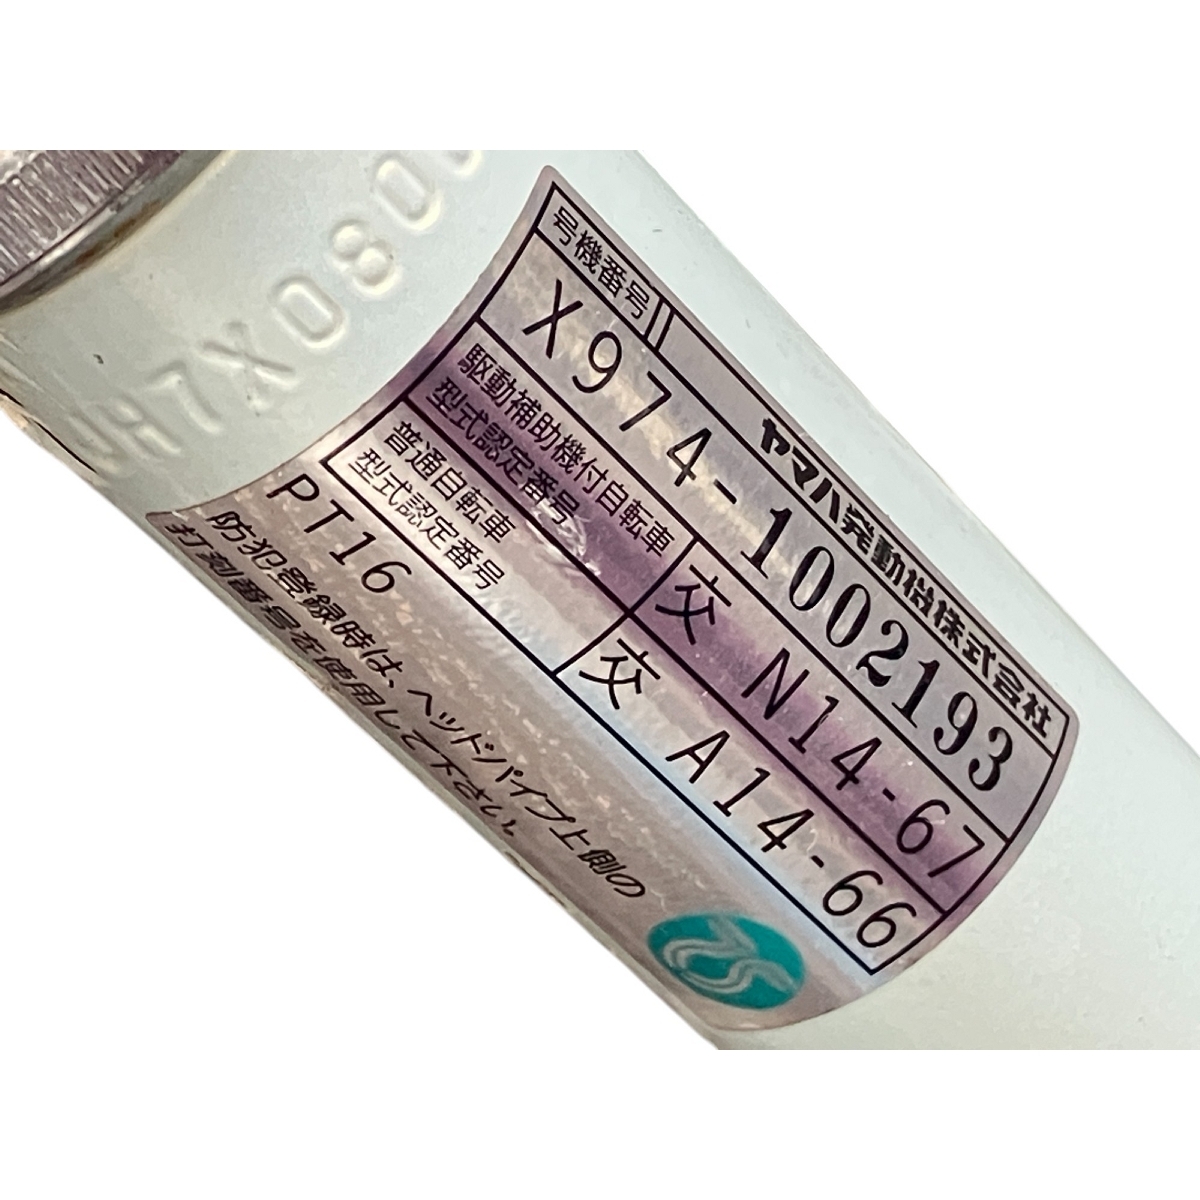 号機番号 ヤマハ発動機株式会社
X974-1002193
駆動補助機付自転車
型式認定番号
交 N14-67
普通自転車
型式認定番号
交 A14-66
PT16
防犯登録時は、ヘッドパイプ上側の
打刻番号を使用して下さい。
7X080